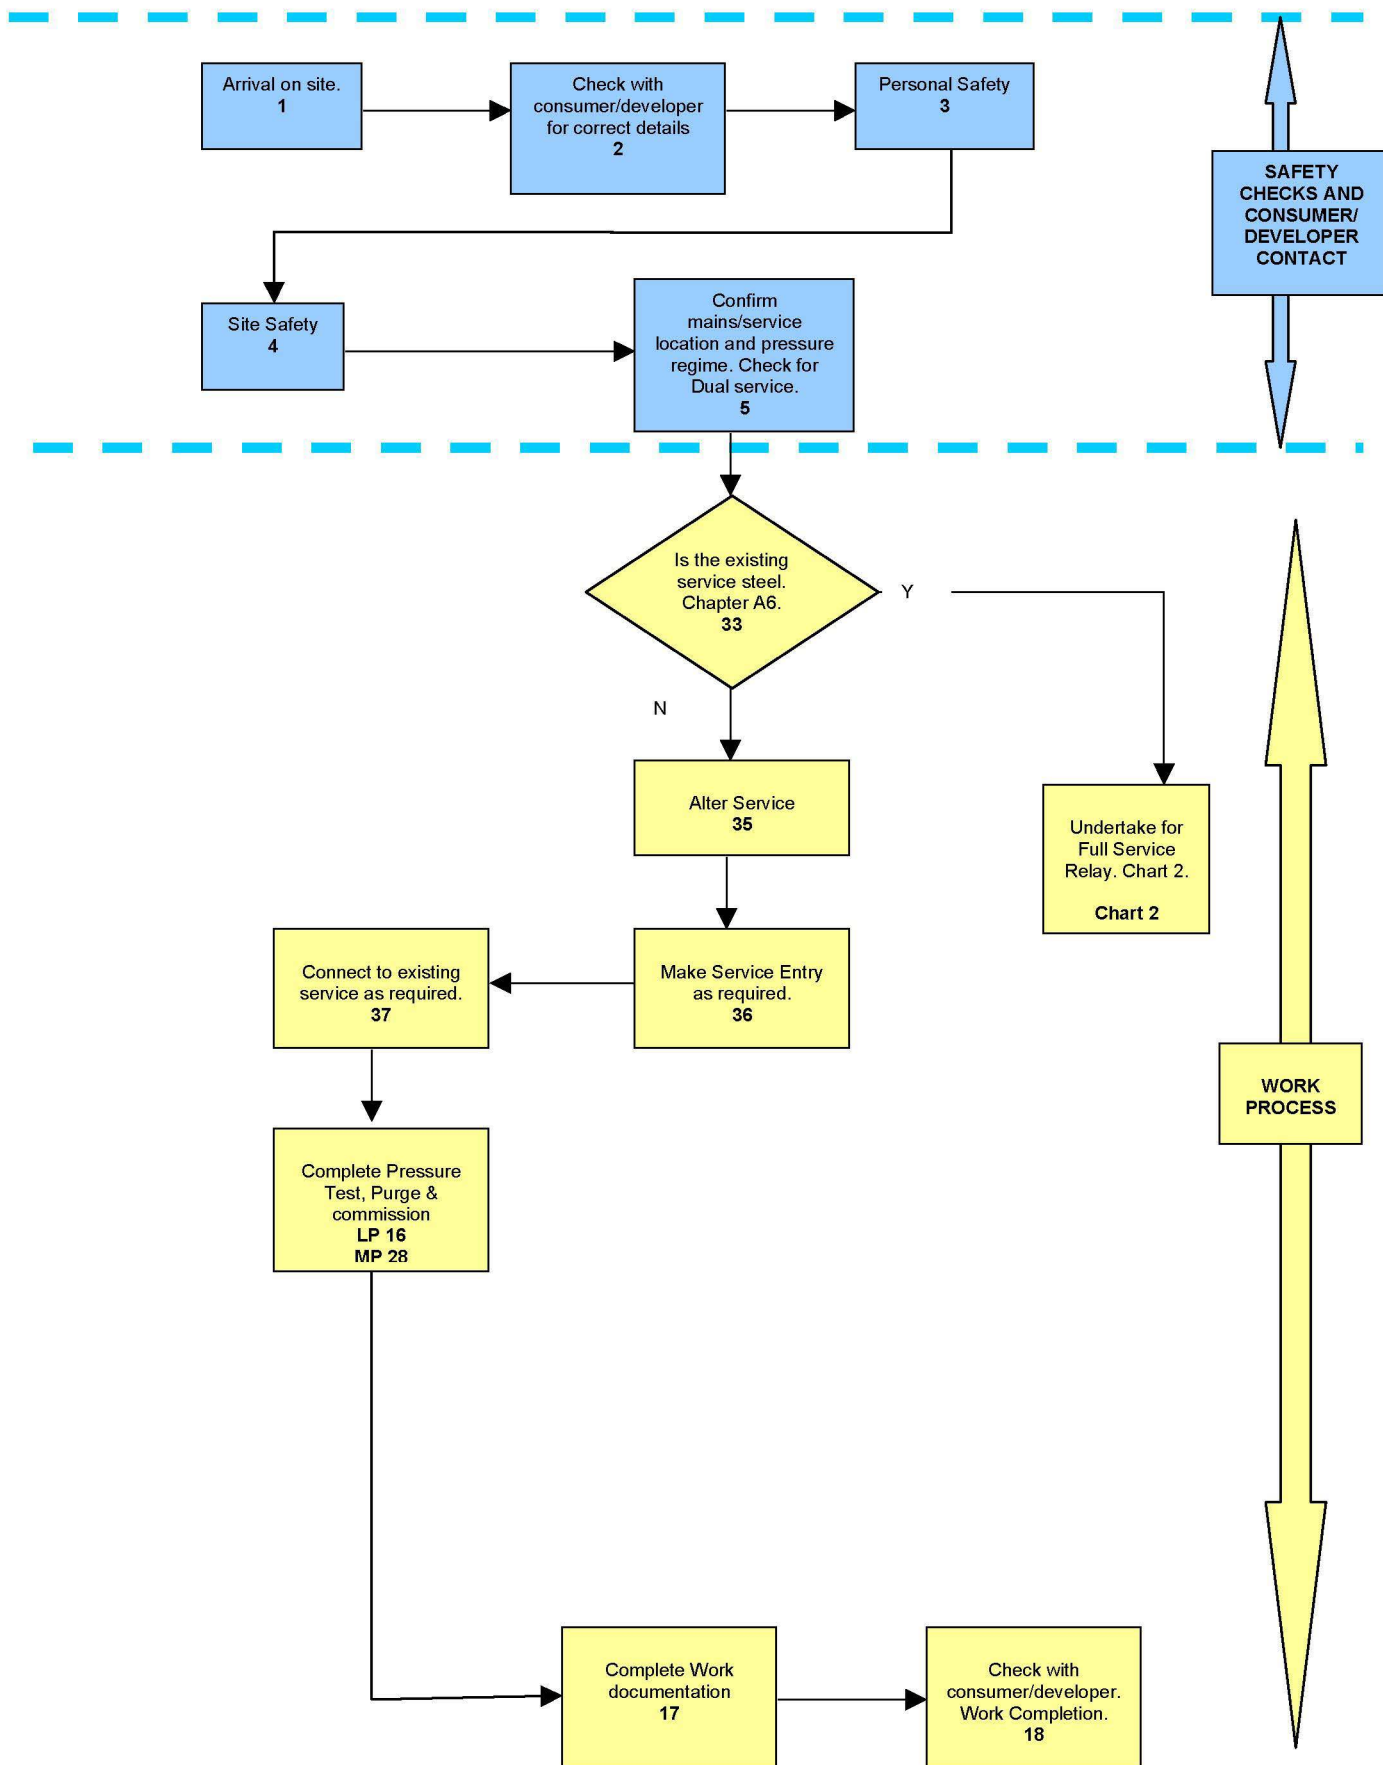 Arrival on site.
1
Check with
consumer/developer
for correct details
2
Personal Safety
3
SAFETY
CHECKS AND
CONSUMER/
DEVELOPER
CONTACT
Site Safety
4
Confirm
mains/service
location and pressure
regime. Check for
Dual service.
5
Is the existing
service steel.
Chapter A6.
33
Y
N
Alter Service
35
Undertake for
Full Service
Relay. Chart 2.
Chart 2
Connect to existing
service as required.
37
Make Service Entry
as required.
36
WORK
PROCESS
Complete Pressure
Test, Purge &
commission
LP 16
MP 28
Complete Work
documentation
17
Check with
consumer/developer.
Work Completion.
18